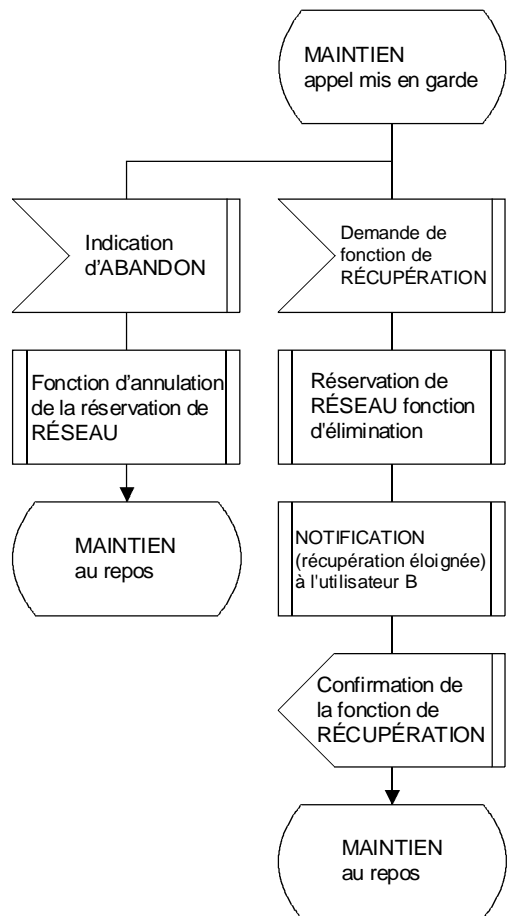 MAINTIEN
appel mis en garde
Indication
d'ABANDON
Demande de
fonction de
RÉCUPÉRATION
Fonction d'annulation
de la réservation de
RÉSEAU
Réservation de
RÉSEAU fonction
d'élimination
MAINTIEN
au repos
NOTIFICATION
(récupération éloignée)
à l'utilisateur B
Confirmation de
la fonction de
RÉCUPÉRATION
MAINTIEN
au repos